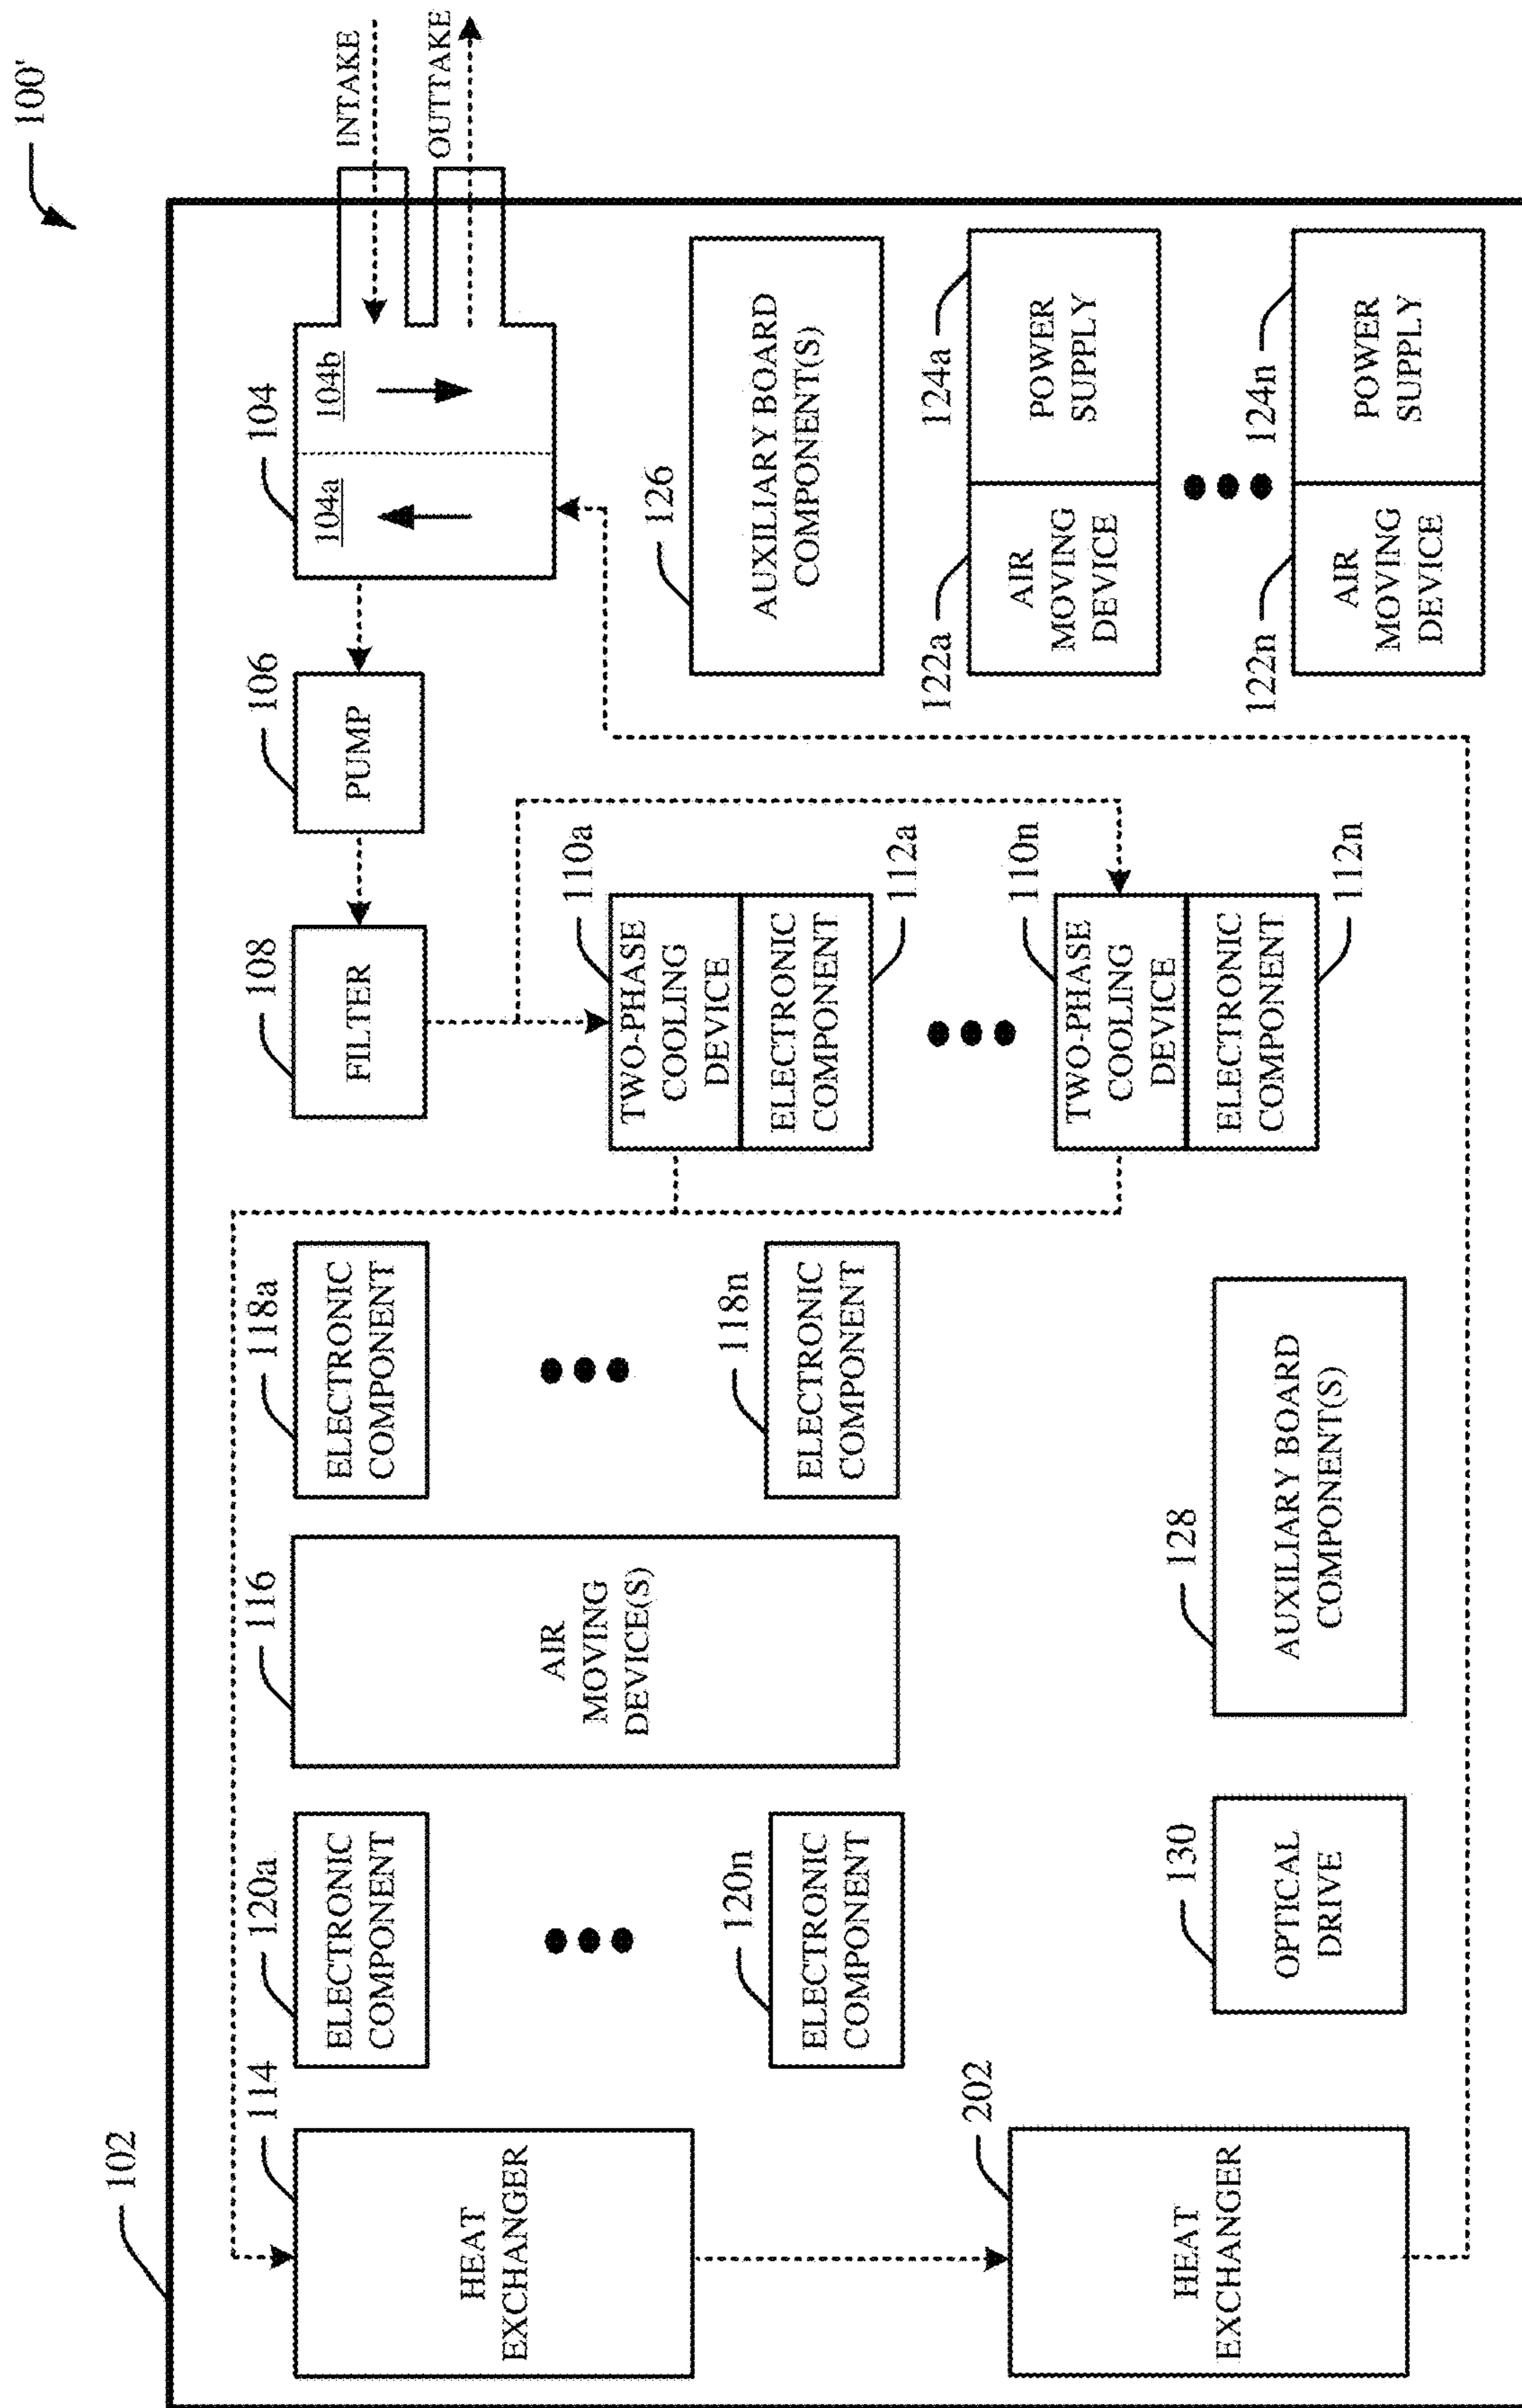 100'
102
INTAKE
OUTTAKE
114
HEAT
EXCHANGER
120a
ELECTRONIC
COMPONENT
116
AIR
MOVING
DEVICE(S)
118a
ELECTRONIC
COMPONENT
108
FILTER
106
PUMP
104
104a
104b
120n
ELECTRONIC
COMPONENT
118n
ELECTRONIC
COMPONENT
110a
TWO-PHASE
COOLING
DEVICE
ELECTRONIC
COMPONENT
112a
126
AUXILIARY BOARD
COMPONENT(S)
202
HEAT
EXCHANGER
130
OPTICAL
DRIVE
128
AUXILIARY BOARD
COMPONENT(S)
110n
TWO-PHASE
COOLING
DEVICE
ELECTRONIC
COMPONENT
112n
122a
AIR
MOVING
DEVICE
124a
POWER
SUPPLY
122n
AIR
MOVING
DEVICE
124n
POWER
SUPPLY